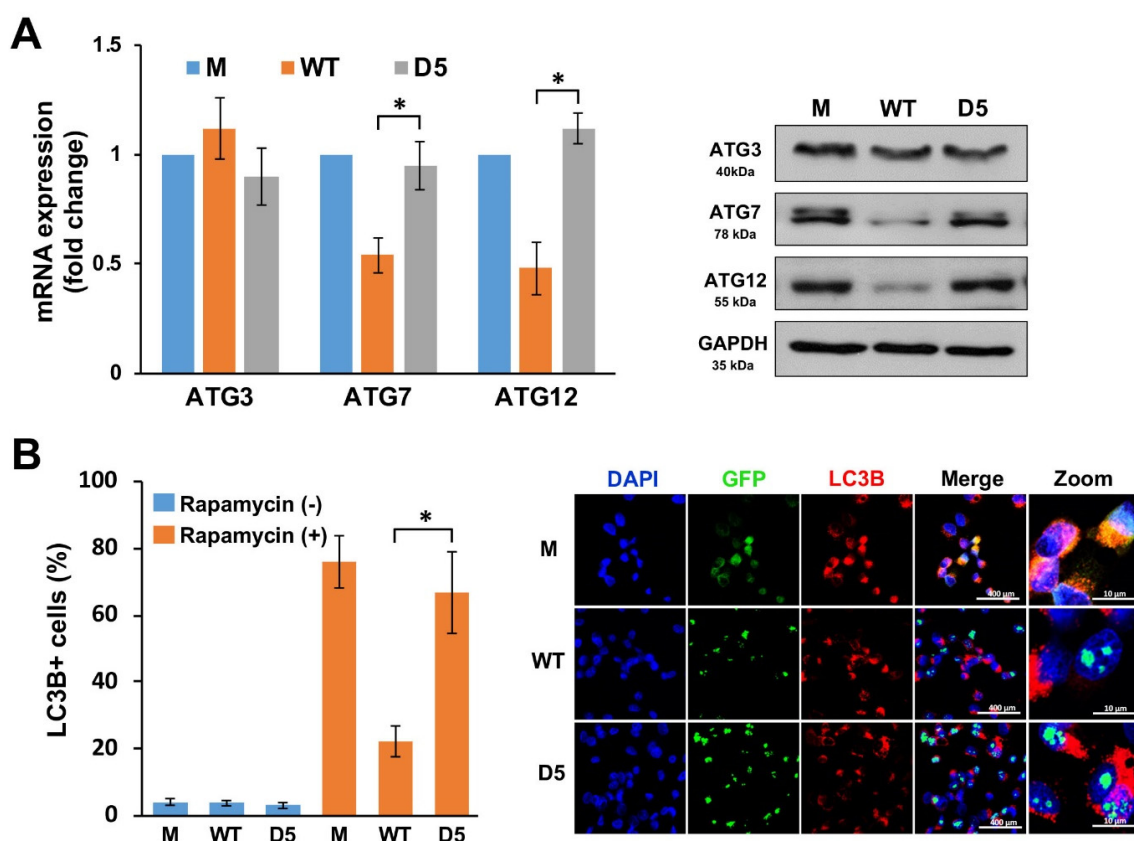 A
1.5
M WT D5
1
0.5
0
mRNA expression
(fold change)
*
*
ATG3 ATG7 ATG12
M WT D5
ATG3
40kDa
ATG7
78 kDa
ATG12
55 kDa
GAPDH
35 kDa
B
100
80
60
40
20
0
LC3B+ cells (%)
Rapamycin (-)
Rapamycin (+)
*
M WT D5 M WT D5
DAPI GFP LC3B Merge Zoom
M
400 µm
10 µm
WT
400 µm
10 µm
D5
400 µm
10 µm